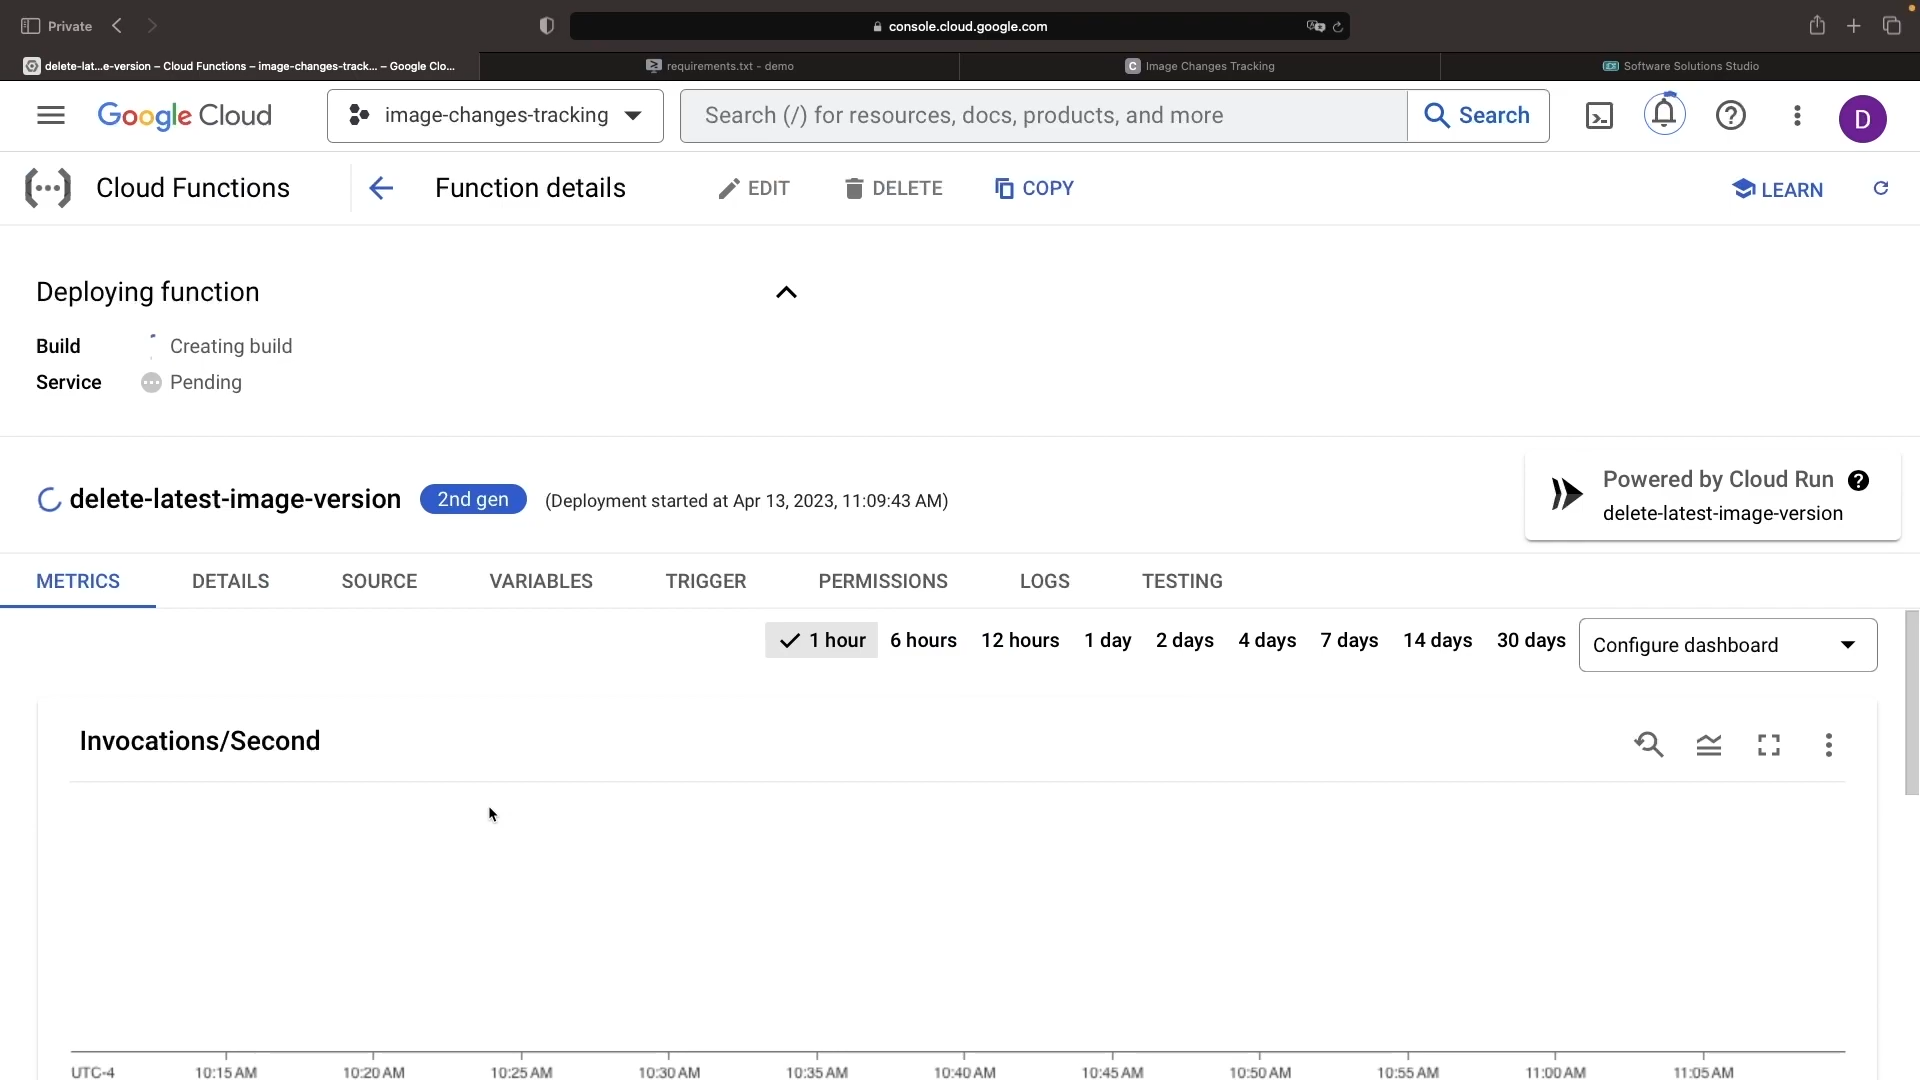 Private
console.cloud.google.com
delete-lat...e-version – Cloud Functions – image-changes-track... – Google Clo...
requirements.txt - demo
C Image Changes Tracking
Software Solutions Studio
Google Cloud
image-changes-tracking
Search (/) for resources, docs, products, and more
Search
D
Cloud Functions
Function details
EDIT
DELETE
COPY
LEARN
Deploying function
Build Creating build
Service Pending
delete-latest-image-version 2nd gen (Deployment started at Apr 13, 2023, 11:09:43 AM)
Powered by Cloud Run
delete-latest-image-version
METRICS DETAILS SOURCE VARIABLES TRIGGER PERMISSIONS LOGS TESTING
1 hour 6 hours 12 hours 1 day 2 days 4 days 7 days 14 days 30 days Configure dashboard
Invocations/Second
UTC-4 10:15 AM 10:20 AM 10:25 AM 10:30 AM 10:35 AM 10:40 AM 10:45 AM 10:50 AM 10:55 AM 11:00 AM 11:05 AM